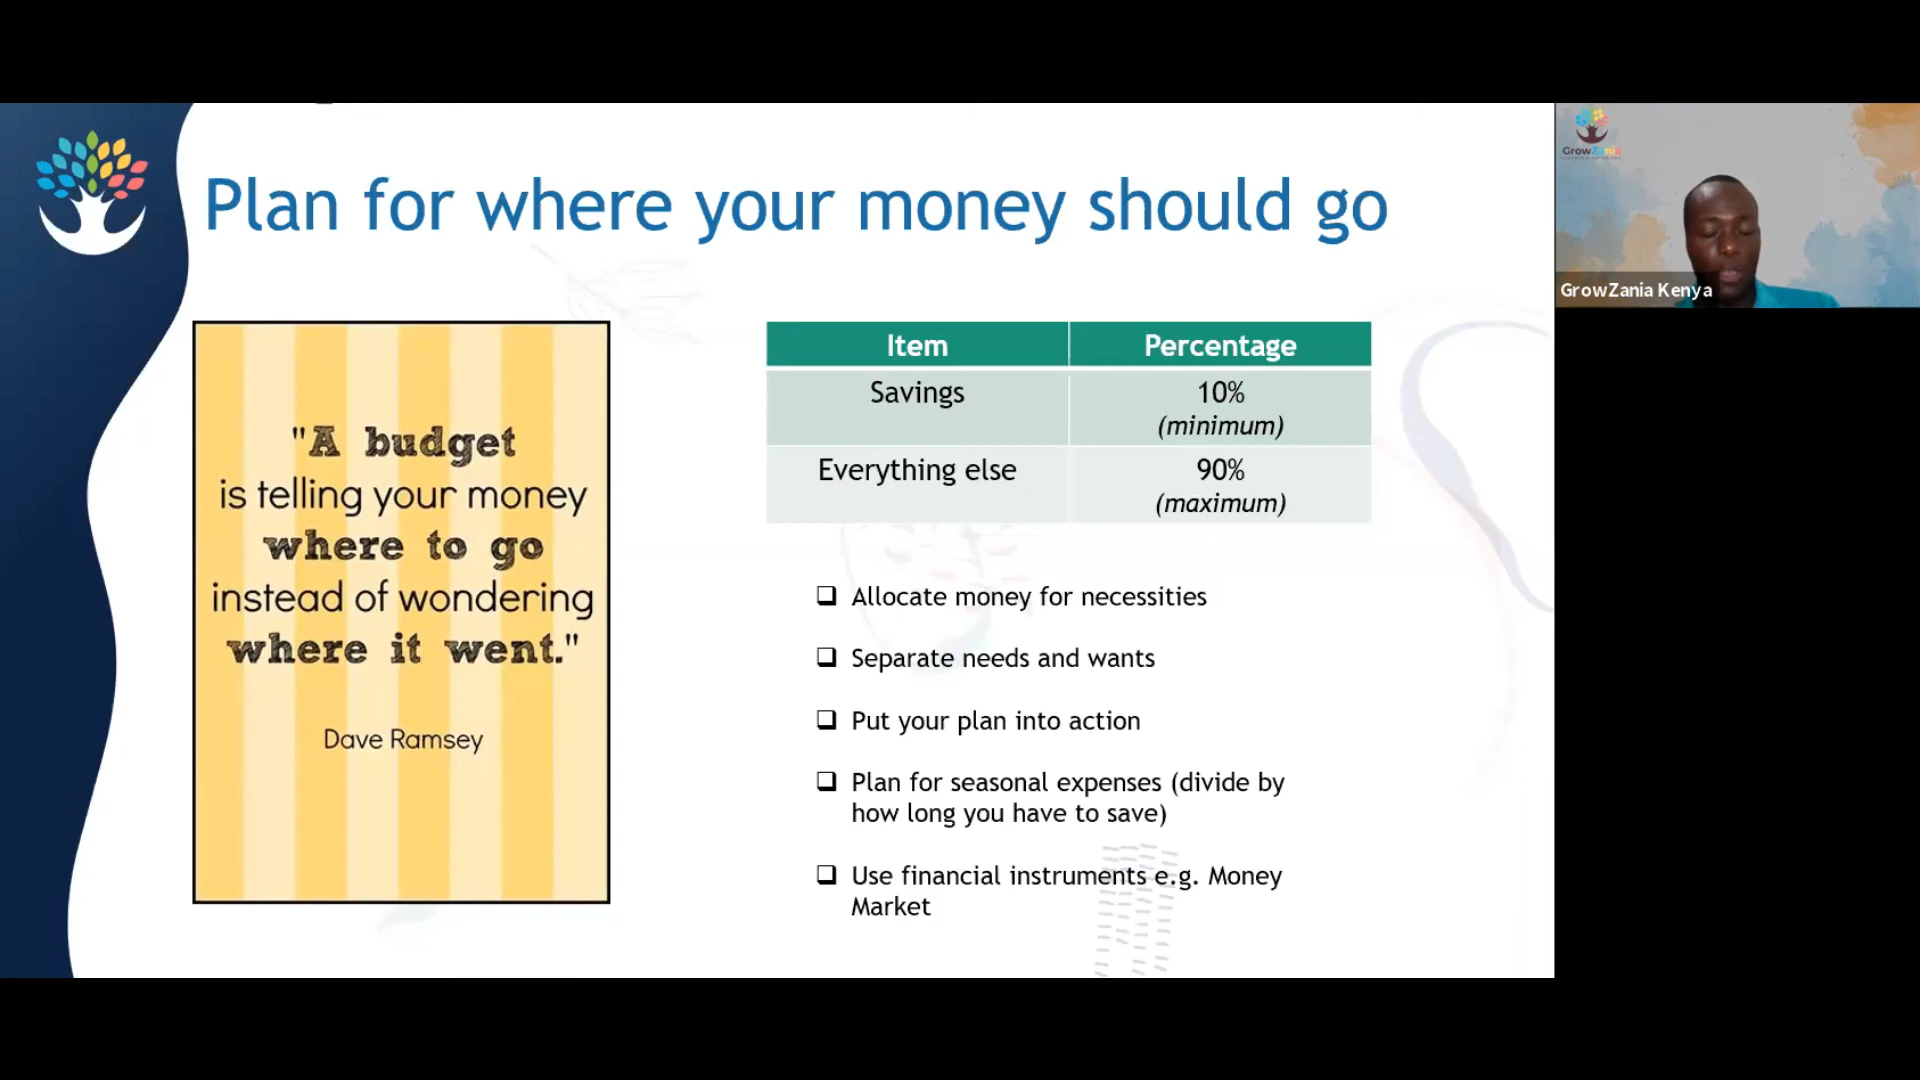 Plan for where your money should go
"A budget
is telling your money
where to go
instead of wondering
where it went."
Dave Ramsey
Item Percentage
Savings 10%
(minimum)
Everything else 90%
(maximum)
❑ Allocate money for necessities
❑ Separate needs and wants
❑ Put your plan into action
❑ Plan for seasonal expenses (divide by
how long you have to save)
❑ Use financial instruments e.g. Money
Market
GrowZania
GrowZania Kenya